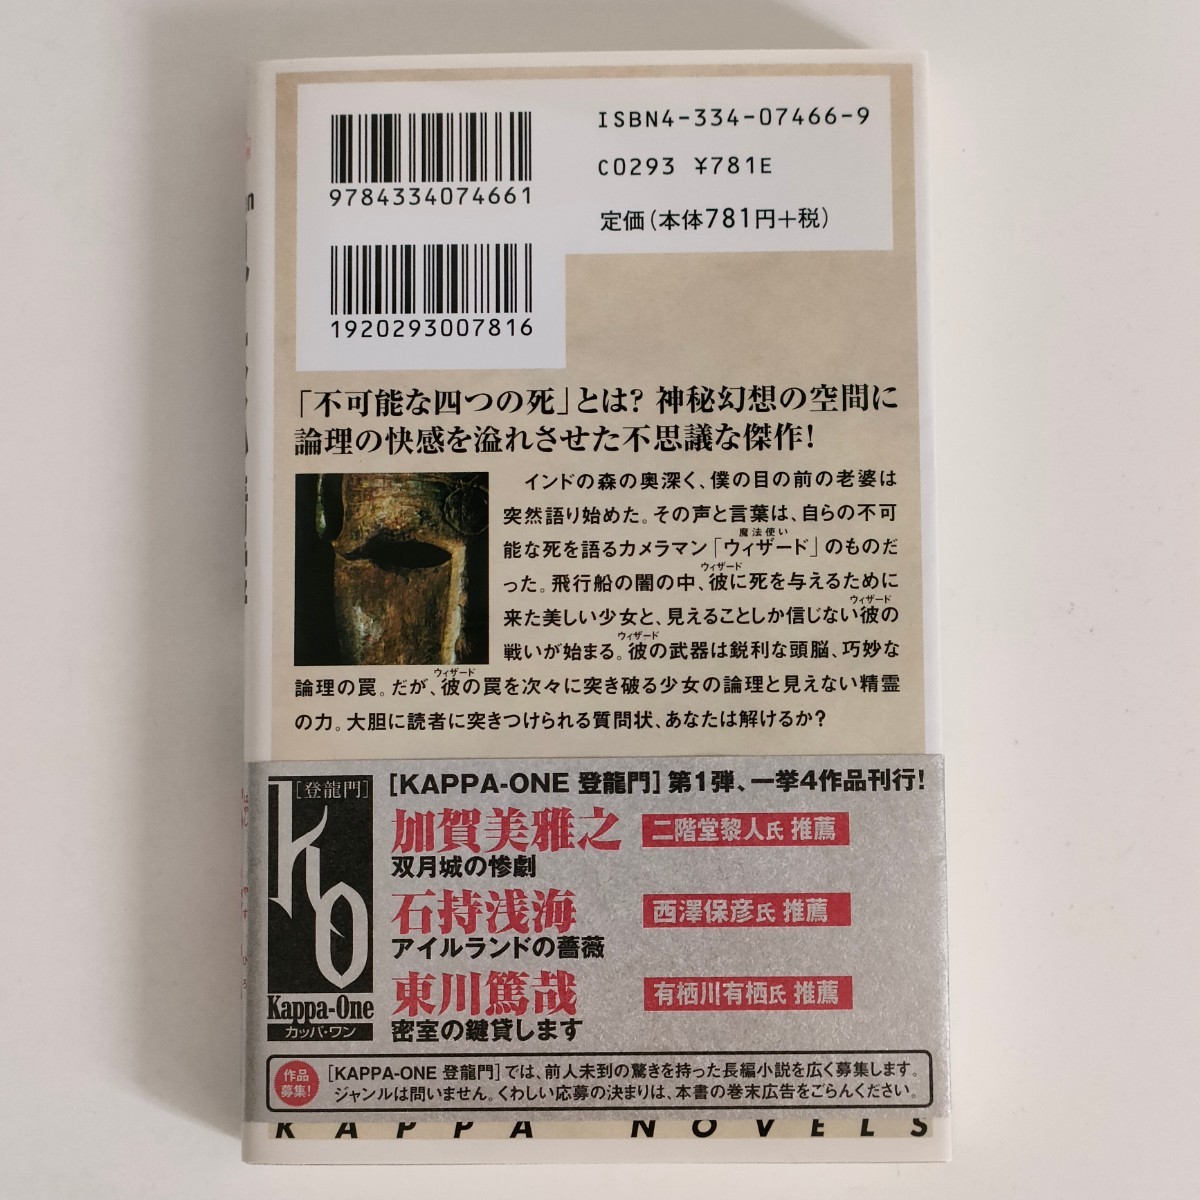 ISBN4-334-07466-9
C0293 ¥781E
定価(本体781円+税)
9784334074661
1920293007816
「不可能な四つの死」とは? 神秘幻想の空間に
論理の快感を溢れさせた不思議な傑作!
インドの森の奥深く、僕の目の前の老婆は
突然語り始めた。その声と言葉は、自らの不可
魔法使い
能な死を語るカメラマン「ウィザード」のものだ
ウィザード
った。飛行船の闇の中、彼に死を与えるために
ウィザード
来た美しい少女と、見えることしか信じない彼の
ウィザード
戦いが始まる。彼の武器は鋭利な頭脳、巧妙な
ウィザード
論理の罠。だが、彼の罠を次々に突き破る少女の論理と見えない精霊
の力。大胆に読者に突きつけられる質問状、あなたは解けるか?
[登龍門]
KO
Kappa-One
カッパ・ワン
[KAPPA-ONE 登龍門]第1弾、一挙4作品刊行!
加賀美雅之 二階堂黎人氏 推薦
双月城の惨劇
石持浅海 西澤保彦氏 推薦
アイルランドの薔薇
東川篤哉 有栖川有栖氏 推薦
密室の鍵貸します
作品
募集!
[KAPPA-ONE 登龍門]では、前人未到の驚きを持った長編小説を広く募集します。
ジャンルは問いません。くわしい応募の決まりは、本書の巻末広告をごらんください。
KAPPA NOVELS